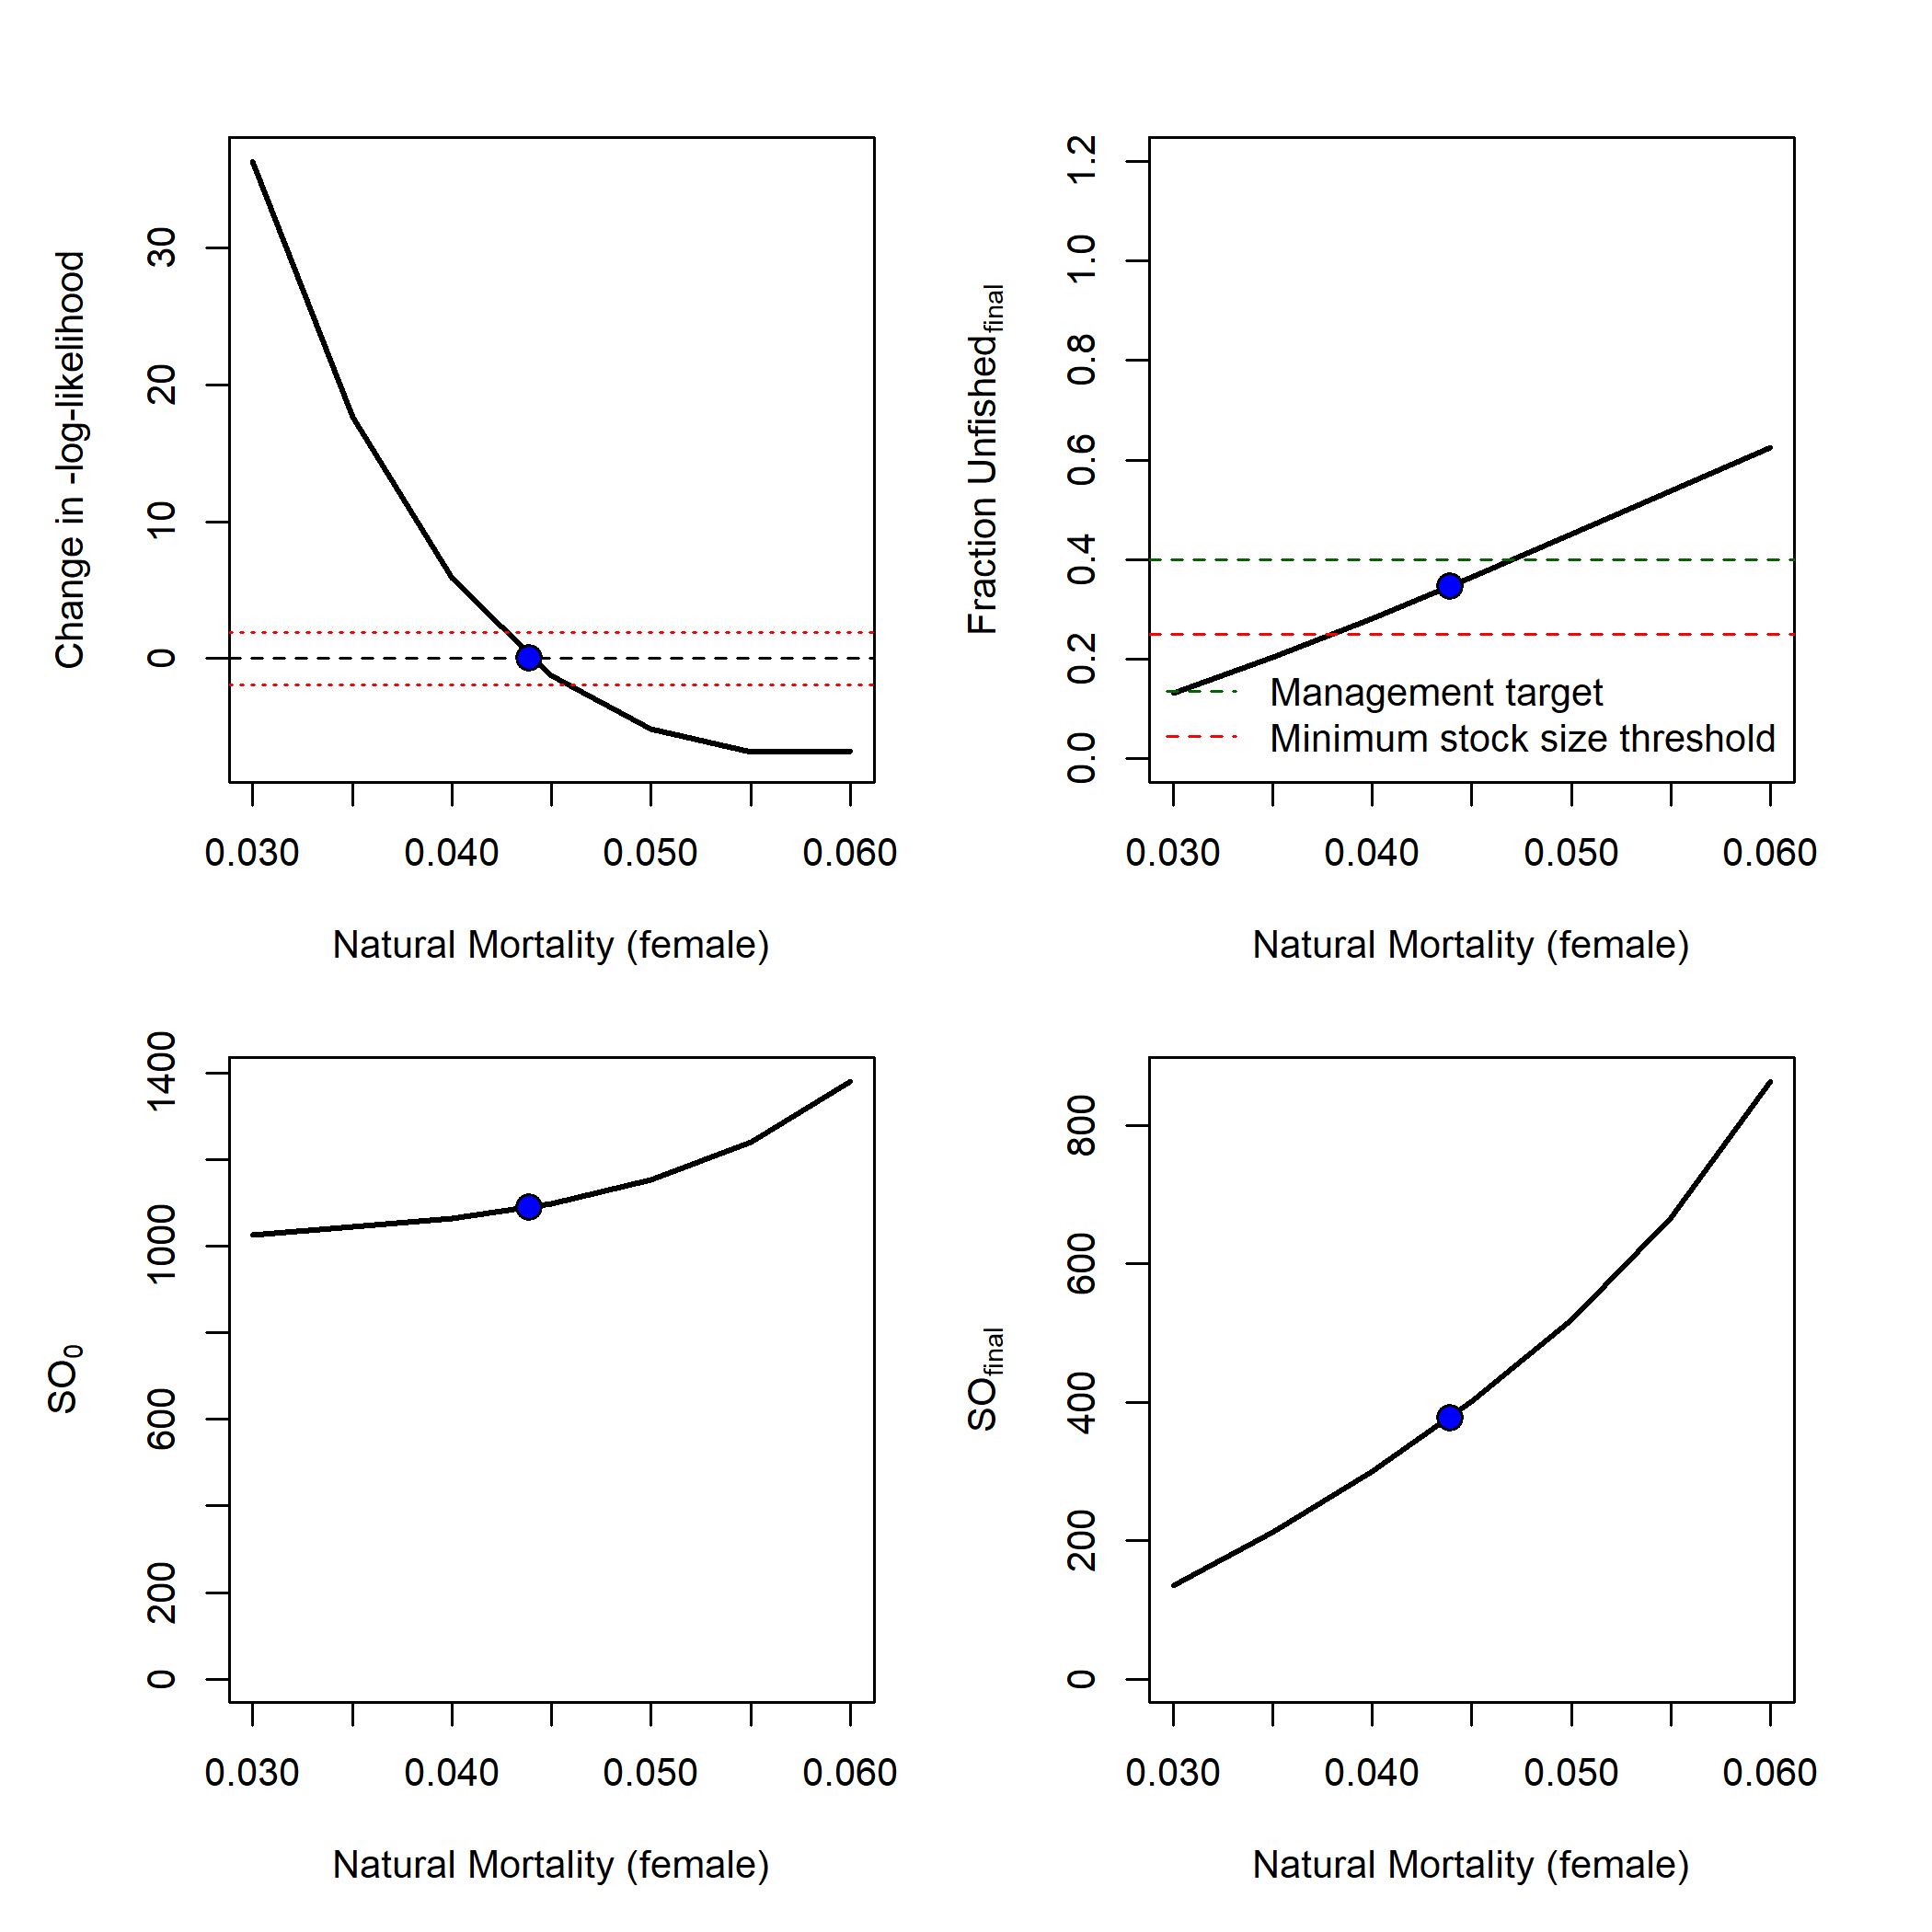 Change in -log-likelihood
30
20
10
0
0.030 0.040 0.050 0.060
Natural Mortality (female)
Fraction Unfished final
1.2
1.0
0.8
0.6
0.4
0.2
0.0
Management target
Minimum stock size threshold
0.030 0.040 0.050 0.060
Natural Mortality (female)
SO0
1400
1000
600
200
0
0.030 0.040 0.050 0.060
Natural Mortality (female)
SOfinal
800
600
400
200
0
0.030 0.040 0.050 0.060
Natural Mortality (female)